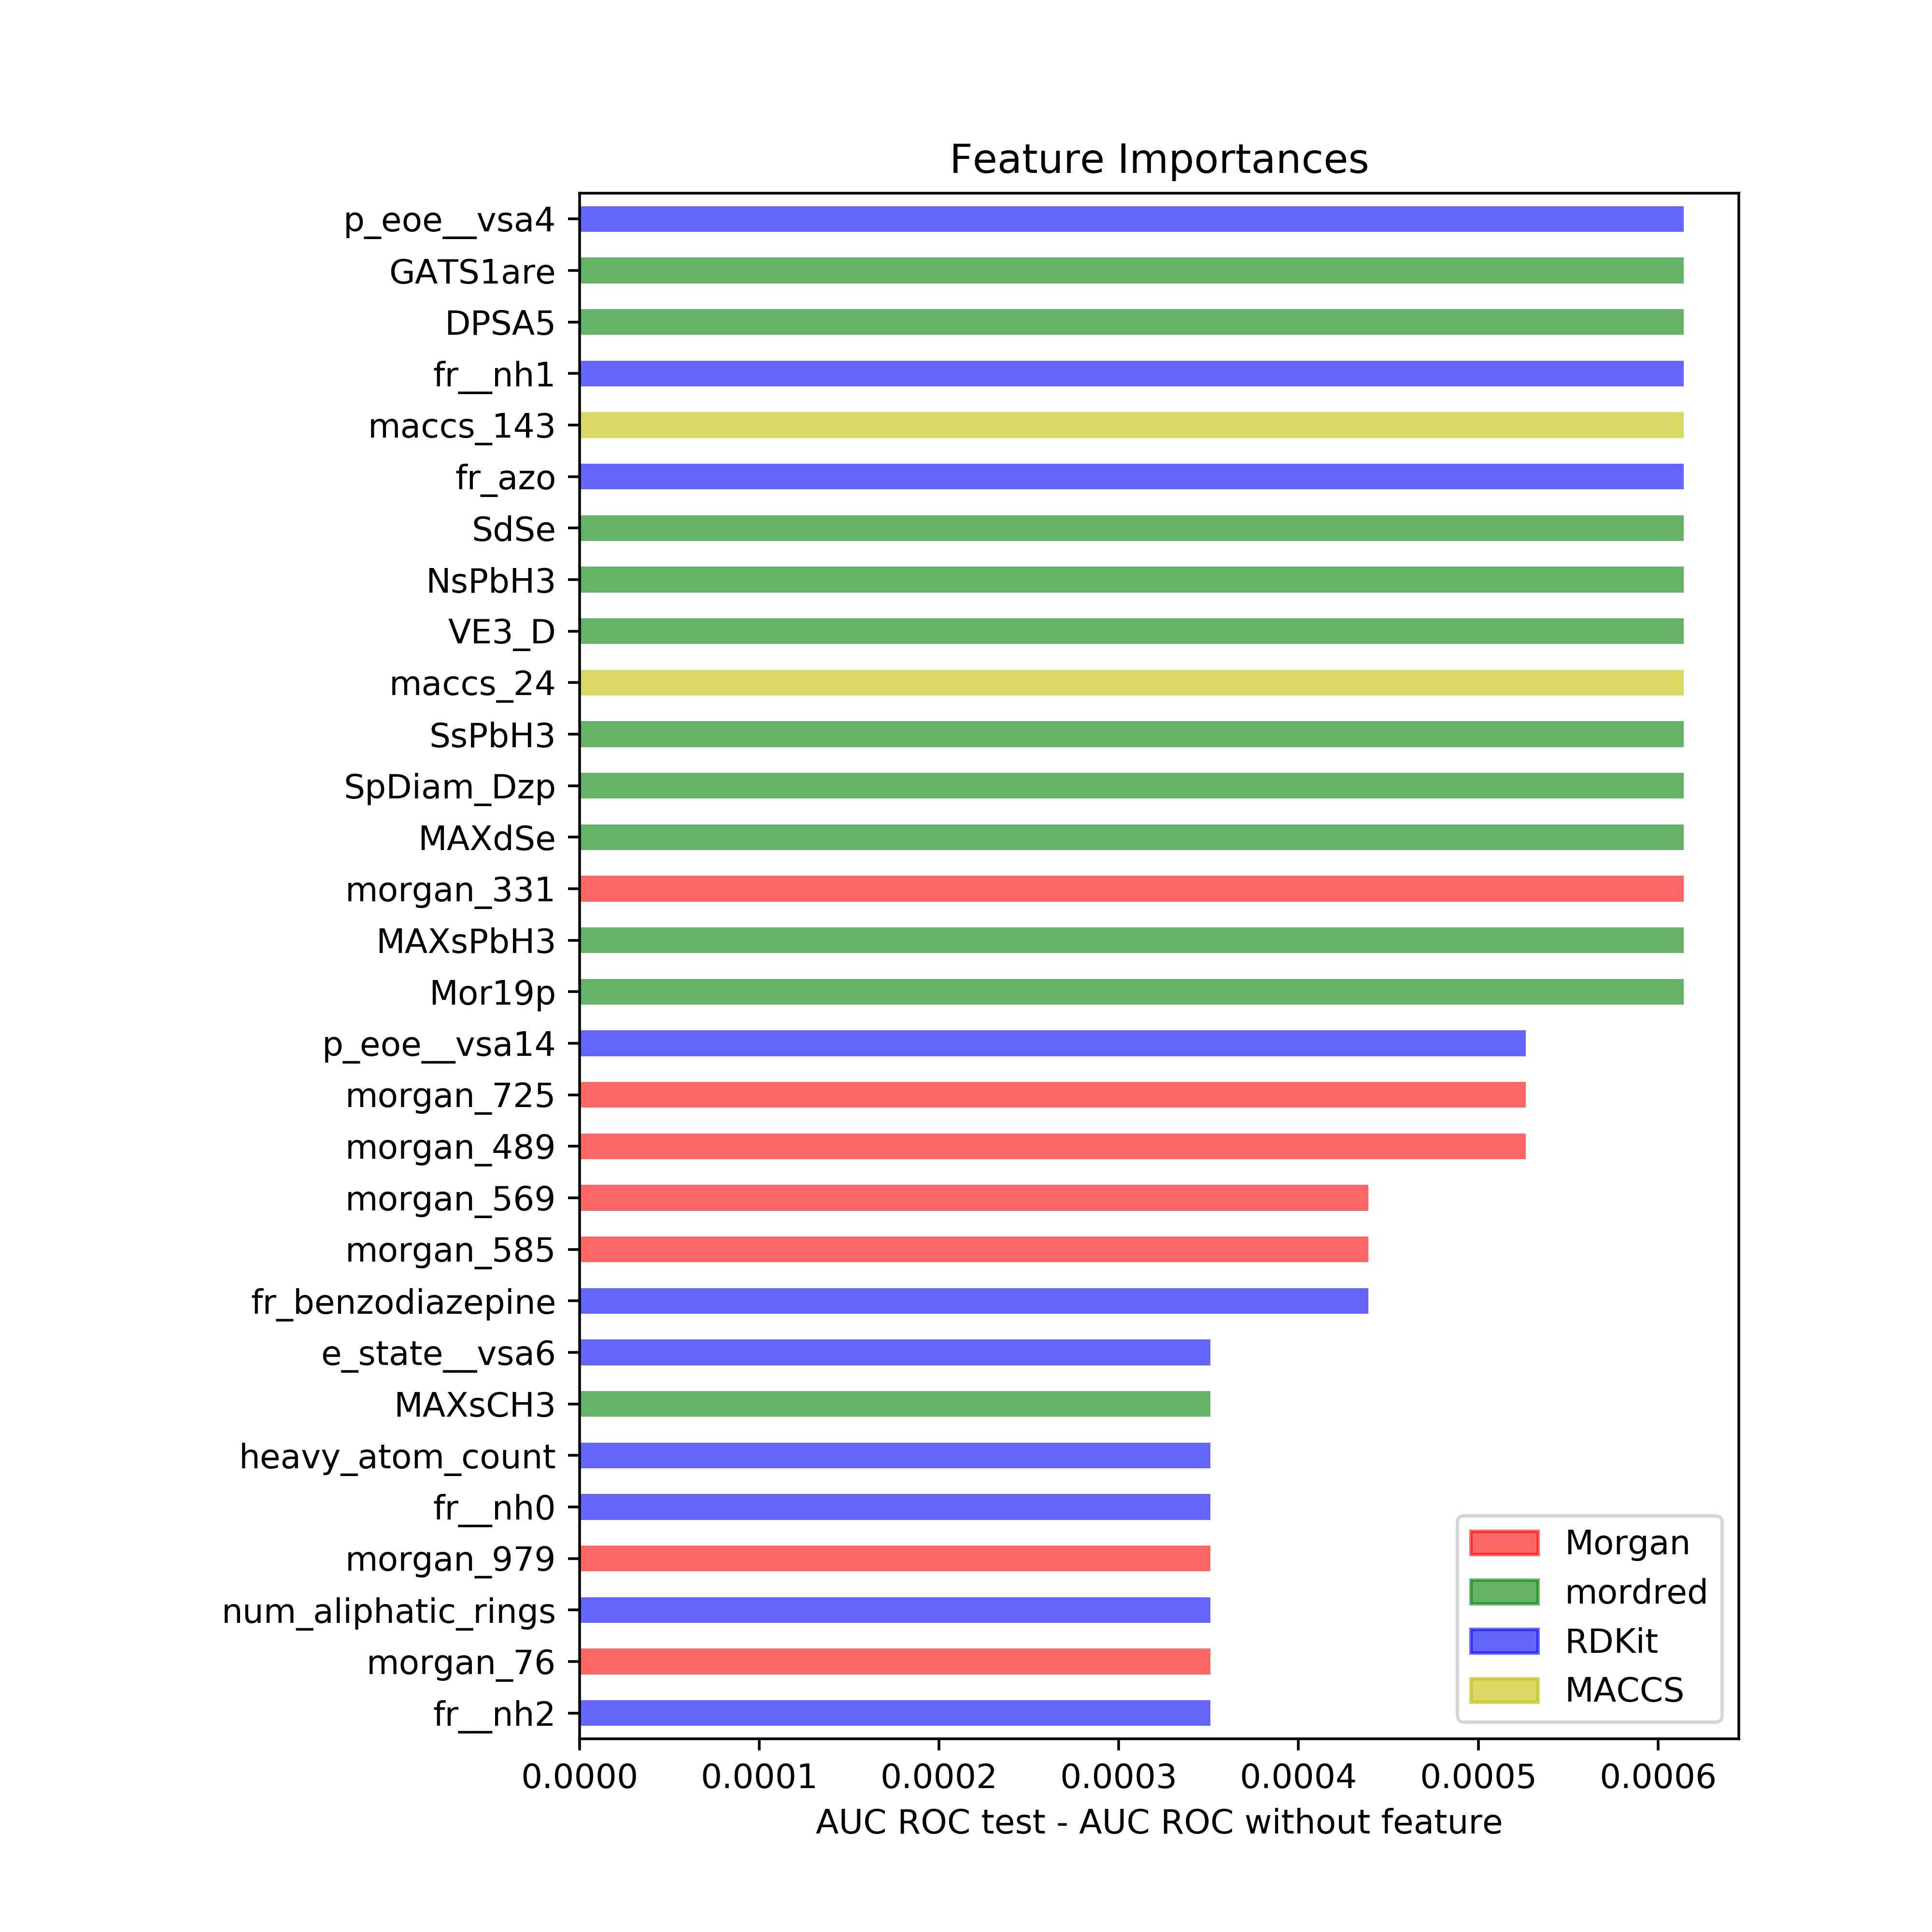 Feature Importances
p_eoe__vsa4
GATS1are
DPSA5
fr__nh1
maccs_143
fr_azo
SdSe
NsPbH3
VE3_D
maccs_24
SsPbH3
SpDiam_Dzp
MAXdSe
morgan_331
MAXsPbH3
Mor19p
p_eoe__vsa14
morgan_725
morgan_489
morgan_569
morgan_585
fr_benzodiazepine
e_state__vsa6
MAXsCH3
heavy_atom_count
fr__nh0
morgan_979
num_aliphatic_rings
morgan_76
fr__nh2
Morgan
mordred
RDKit
MACCS
0.0000 0.0001 0.0002 0.0003 0.0004 0.0005 0.0006
AUC ROC test - AUC ROC without feature